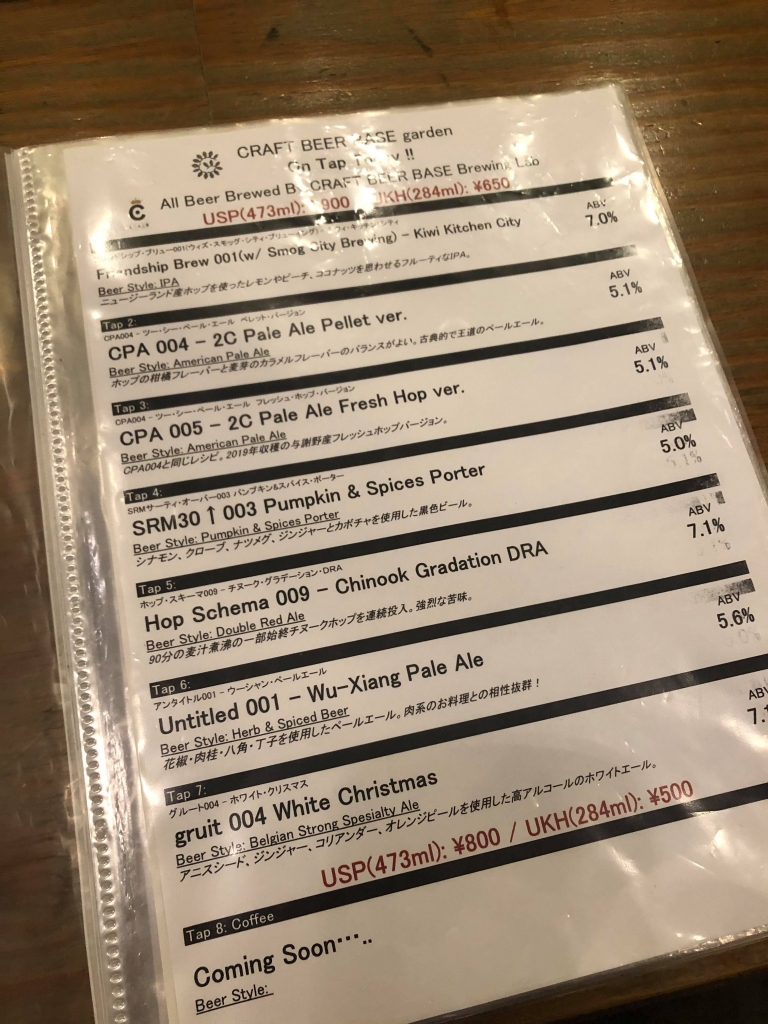 CRAFT BEER BASE garden
On Tap Today !!
All Beer Brewed By CRAFT BEER BASE Brewing Lab
USP(473ml): ¥900 UKH(284ml): ¥650
ABV
7.0%
Friendship Brew 001(w/ Smog City Brewing) – Kiwi Kitchen City
Beer Style: IPA
ニュージーランド産ホップを使ったレモンやピーチ、ココナッツを思わせるフルーティなIPA。
Tap 2:
ABV
5.1%
CPA004 - ツー・シー・ペール・エール ペレット・バージョン
CPA 004 – 2C Pale Ale Pellet ver.
Beer Style: American Pale Ale
ホップの柑橘フレーバーと麦芽のカラメルフレーバーのバランスがよい。古典的で王道のペールエール。
Tap 3:
ABV
5.1%
CPA004 - ツー・シー・ペール・エール フレッシュ・ホップ・バージョン
CPA 005 – 2C Pale Ale Fresh Hop ver.
Beer Style: American Pale Ale
CPA004と同じレシピ。2019年収穫の与謝野産フレッシュホップバージョン。
Tap 4:
ABV
5.0%
SRMサーティ・オーバー003 パンプキン&スパイス・ポーター
SRM30↑003 Pumpkin & Spices Porter
Beer Style: Pumpkin & Spices Porter
シナモン、クローブ、ナツメグ、ジンジャーとカボチャを使用した黒色ビール。
Tap 5:
ABV
7.1%
ホップ・スキーマ009 - チヌーク・グラデーション・DRA
Hop Schema 009 – Chinook Gradation DRA
Beer Style: Double Red Ale
90分の麦汁煮沸の一部始終チヌークホップを連続投入。強烈な苦味。
Tap 6:
ABV
5.6%
アンタイトル001 - ウーシャン・ペールエール
Untitled 001 – Wu-Xiang Pale Ale
Beer Style: Herb & Spiced Beer
花椒・肉桂・八角・丁子を使用したペールエール。肉系のお料理との相性抜群!
Tap 7:
ABV
グルート004 - ホワイト・クリスマス
gruit 004 White Christmas
Beer Style: Belgian Strong Spesialty Ale
アニスシード、ジンジャー、コリアンダー、オレンジピールを使用した高アルコールのホワイトエール。
USP(473ml): ¥800 / UKH(284ml): ¥500
Tap 8: Coffee
Coming Soon…‥
Beer Style: